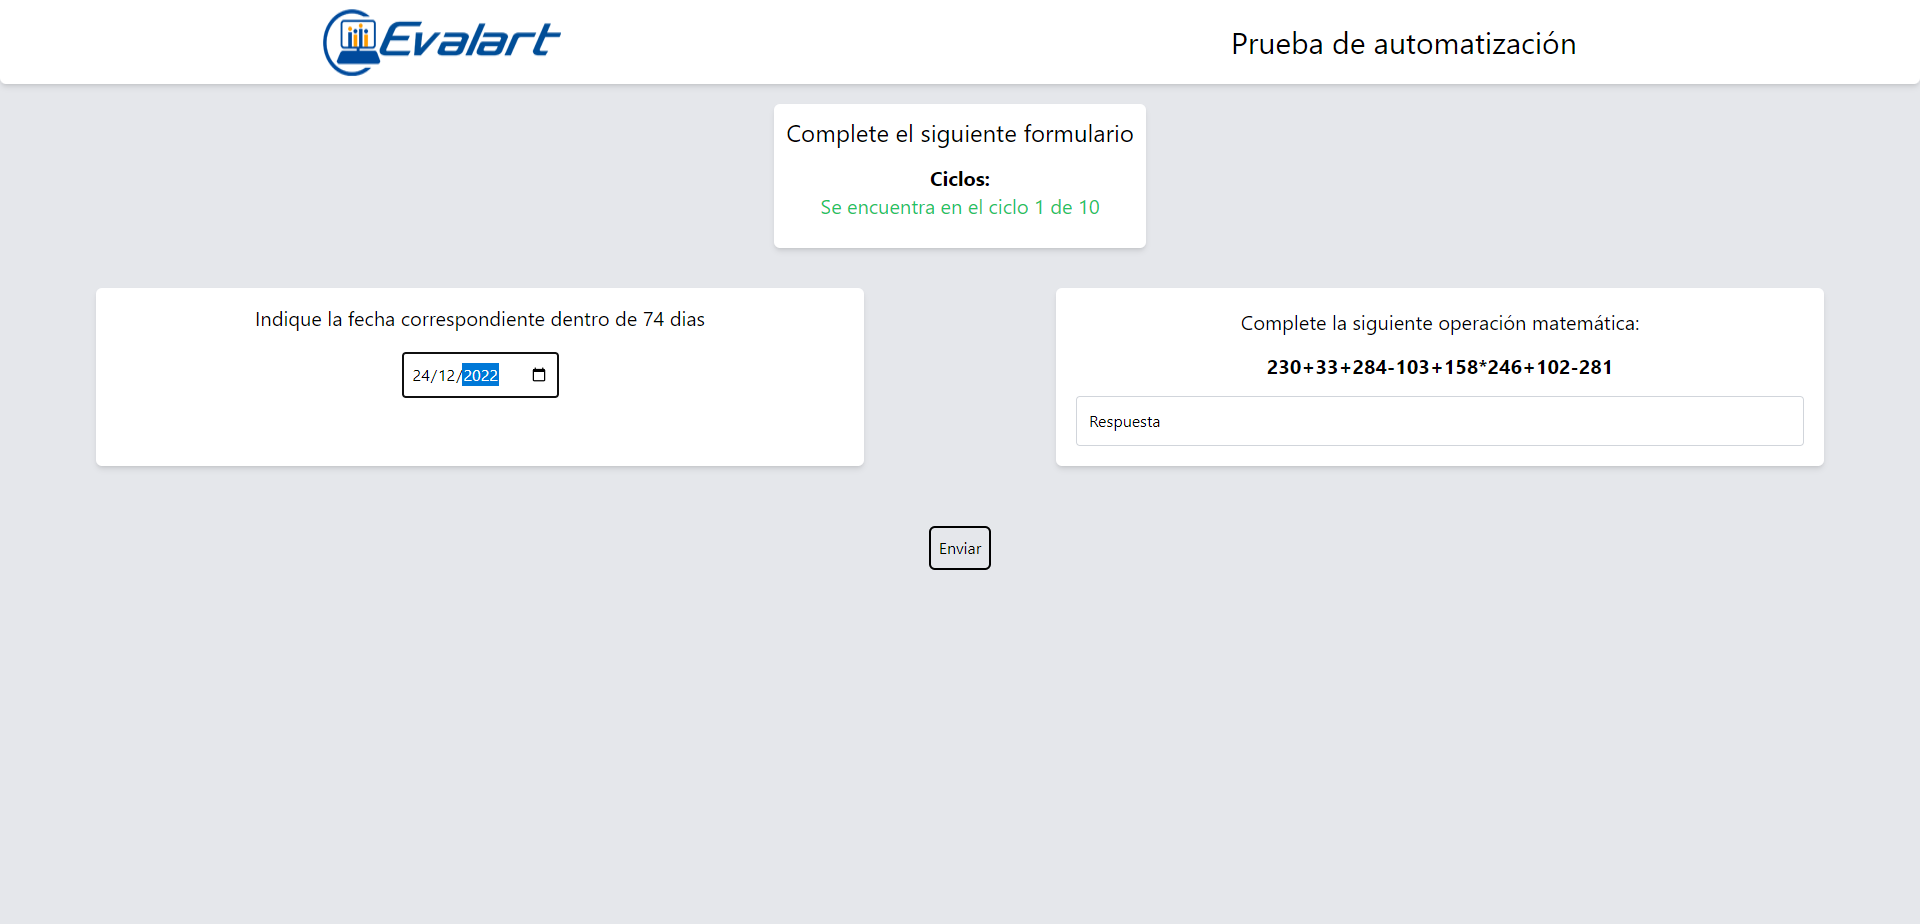 Evalart
Prueba de automatización
Complete el siguiente formulario
Ciclos:
Se encuentra en el ciclo 1 de 10
Indique la fecha correspondiente dentro de 74 dias
24/12/2022
Complete la siguiente operación matemática:
230+33+284-103+158*246+102-281
Respuesta
Enviar